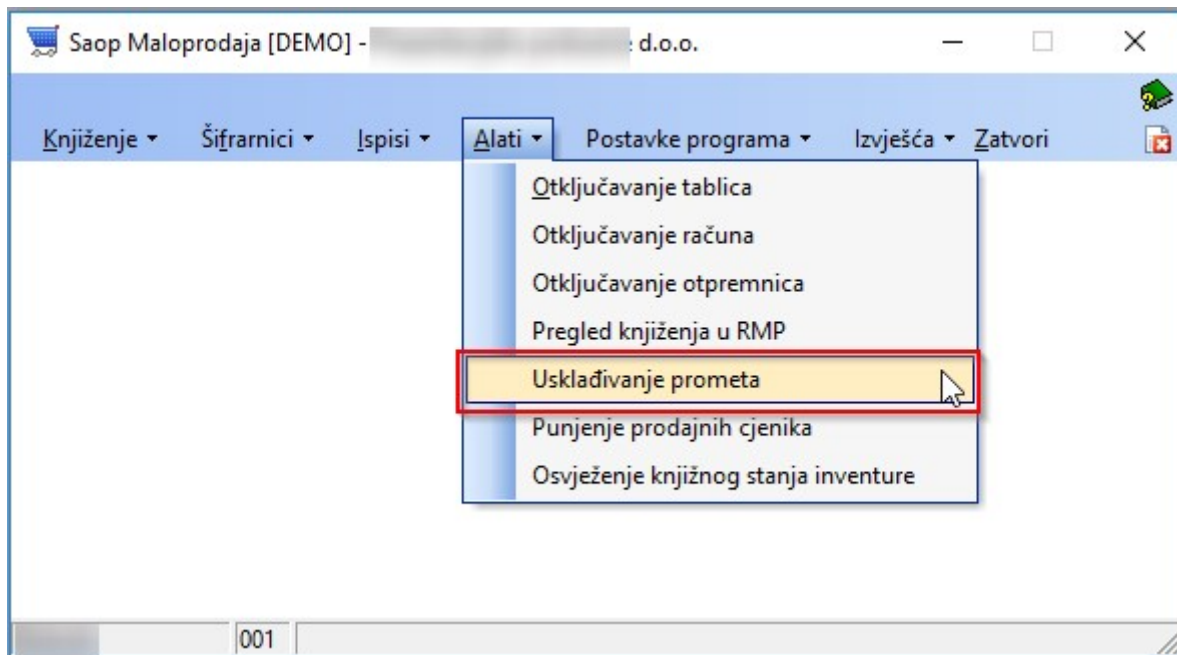 Saop Maloprodaja [DEMO] - d.o.o.
Knjiženje Šifrarnici Ispisi Alati Postavke programa Izvješća Zatvori
Otključavanje tablica
Otključavanje računa
Otključavanje otpremnica
Pregled knjiženja u RMP
Usklađivanje prometa
Punjenje prodajnih cjenika
Osvježenje knjižnog stanja inventure
001